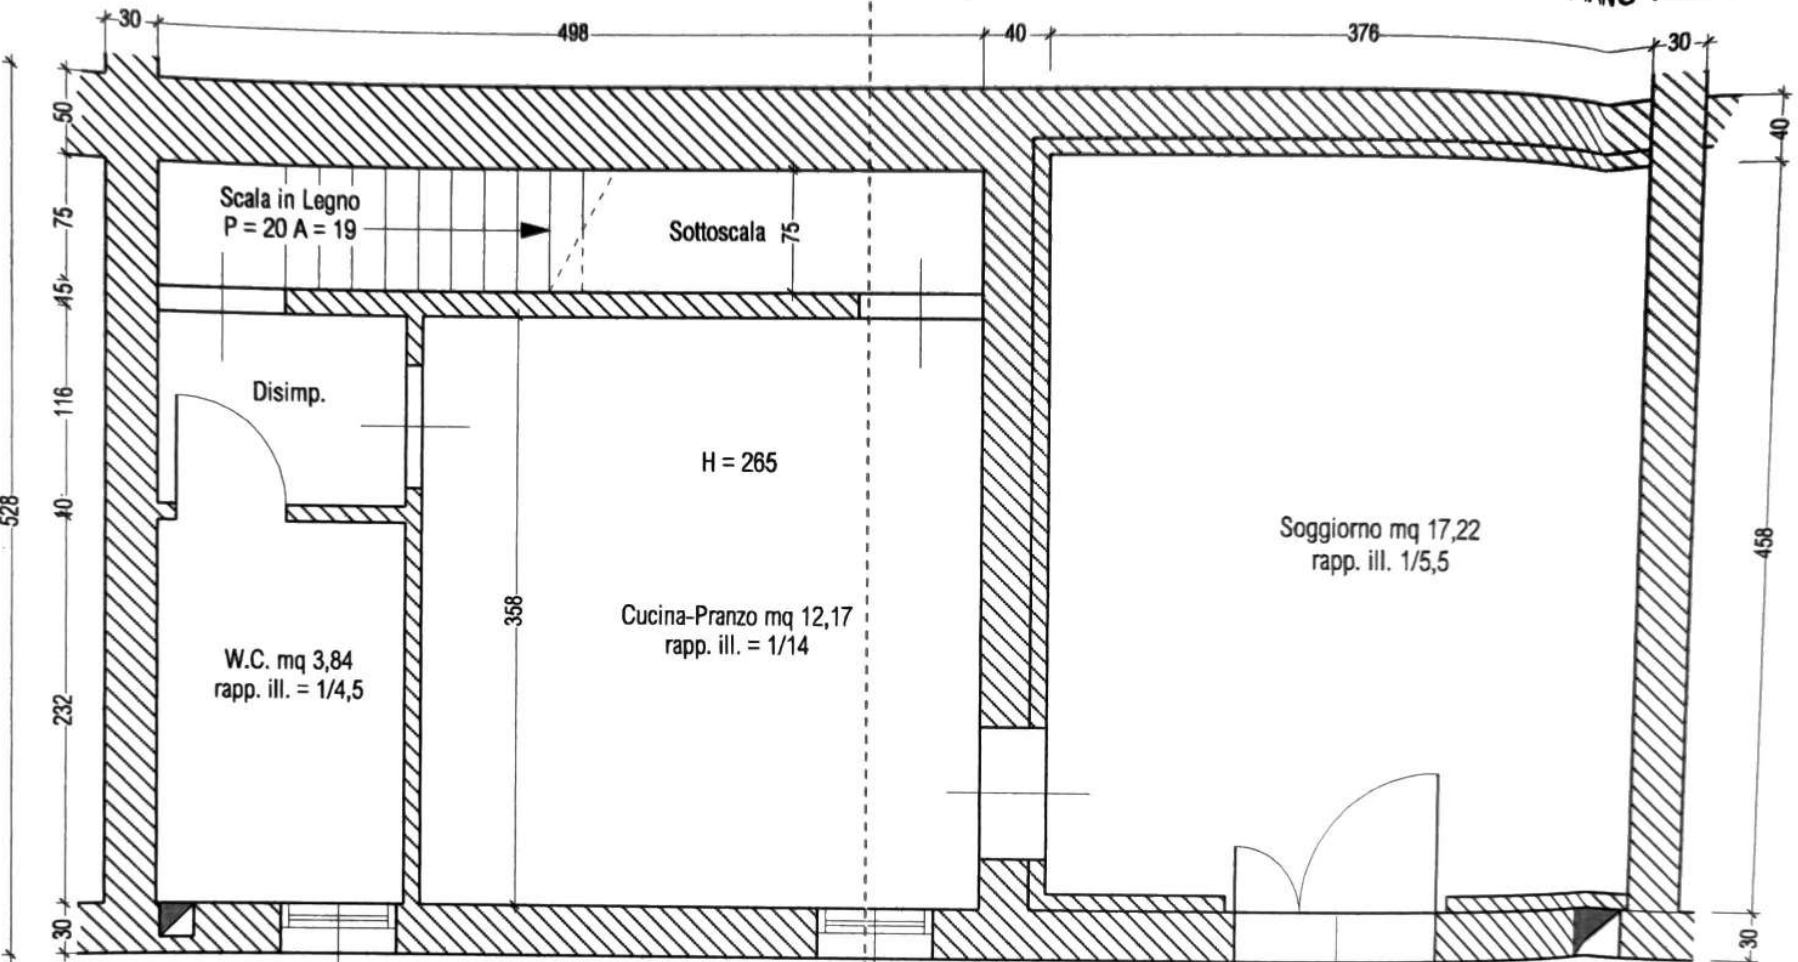 30
498
40
376
30
50
40
Scala in Legno
P = 20 A = 19
Sottoscala
75
75
15
Disimp.
116
H = 265
528
10
Soggiorno mq 17,22
rapp. ill. 1/5,5
458
358
Cucina-Pranzo mq 12,17
rapp. ill. = 1/14
W.C. mq 3,84
rapp. ill. = 1/4,5
232
30
30